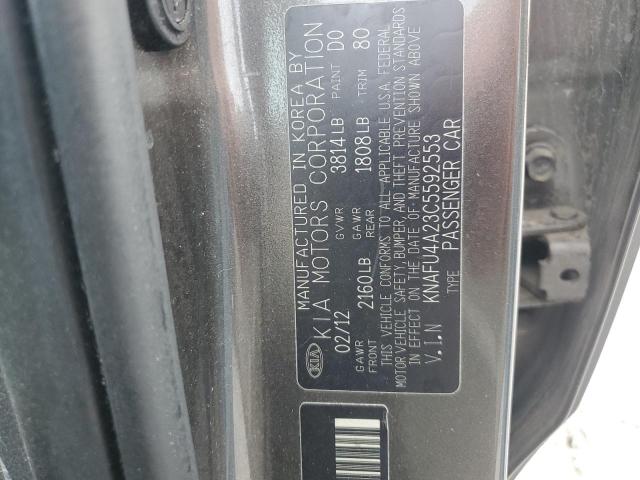 MANUFACTURED IN KOREA BY
KIA KIA MOTORS CORPORATION
02/12 GVWR 3814LB PAINT D0
GAWR FRONT 2160LB GAWR REAR 1808LB TRIM 80
THIS VEHICLE CONFORMS TO ALL APPLICABLE U.S.A. FEDERAL
MOTOR VEHICLE SAFETY, BUMPER, AND THEFT PREVENTION STANDARDS
IN EFFECT ON THE DATE OF MANUFACTURE SHOWN ABOVE
V.I.N KNAFU4A23C5592553
TYPE PASSENGER CAR